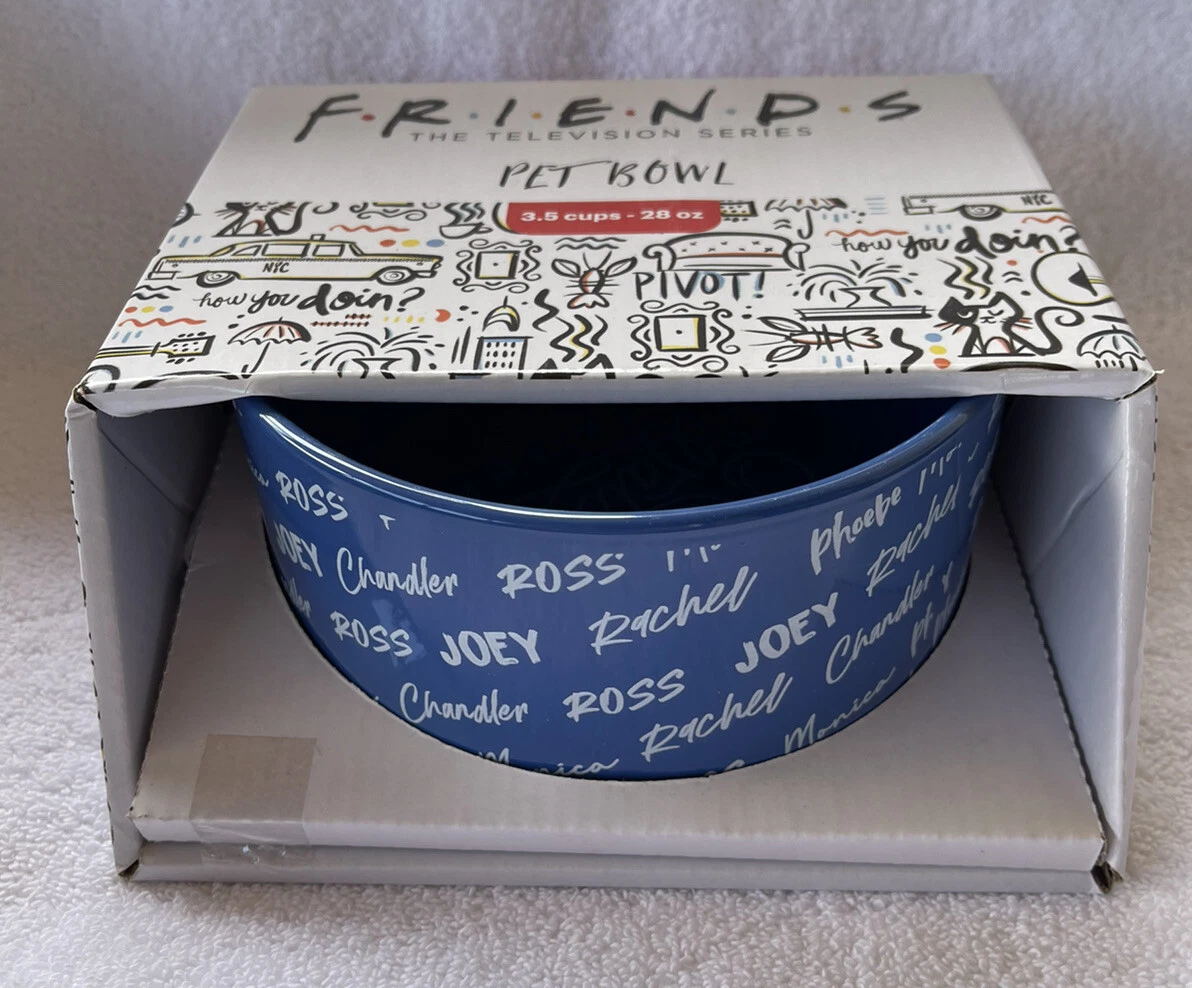 F.R.I.E.N.D.S
THE TELEVISION SERIES
PET BOWL
3.5 cups - 28 oz
NYC
how you doin?
NYC
PIVOT!
how you doin?
ROSS
Phoebe
JOEY Chandler ROSS Rachel
ROSS JOEY Rachel JOEY Chandler
Chandler ROSS Rachel Monica